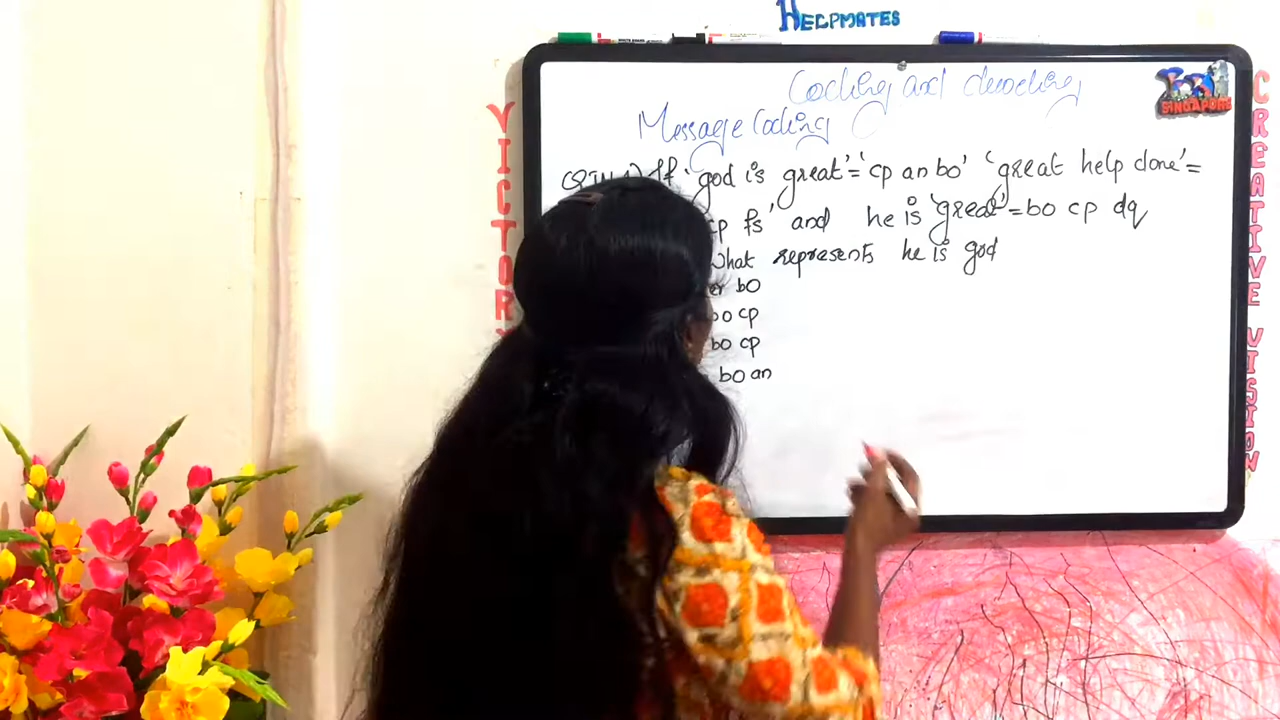 HELPMATES
Coding and decoding
Message Coding
SINGAPORE
If 'god is great'='cp an bo' 'great help done'=
cp fs' and he is 'great'=bo cp dq
what represents he is god
er bo
bo cp
bo cp
bo an
VICTORY
CREATIVE VISION